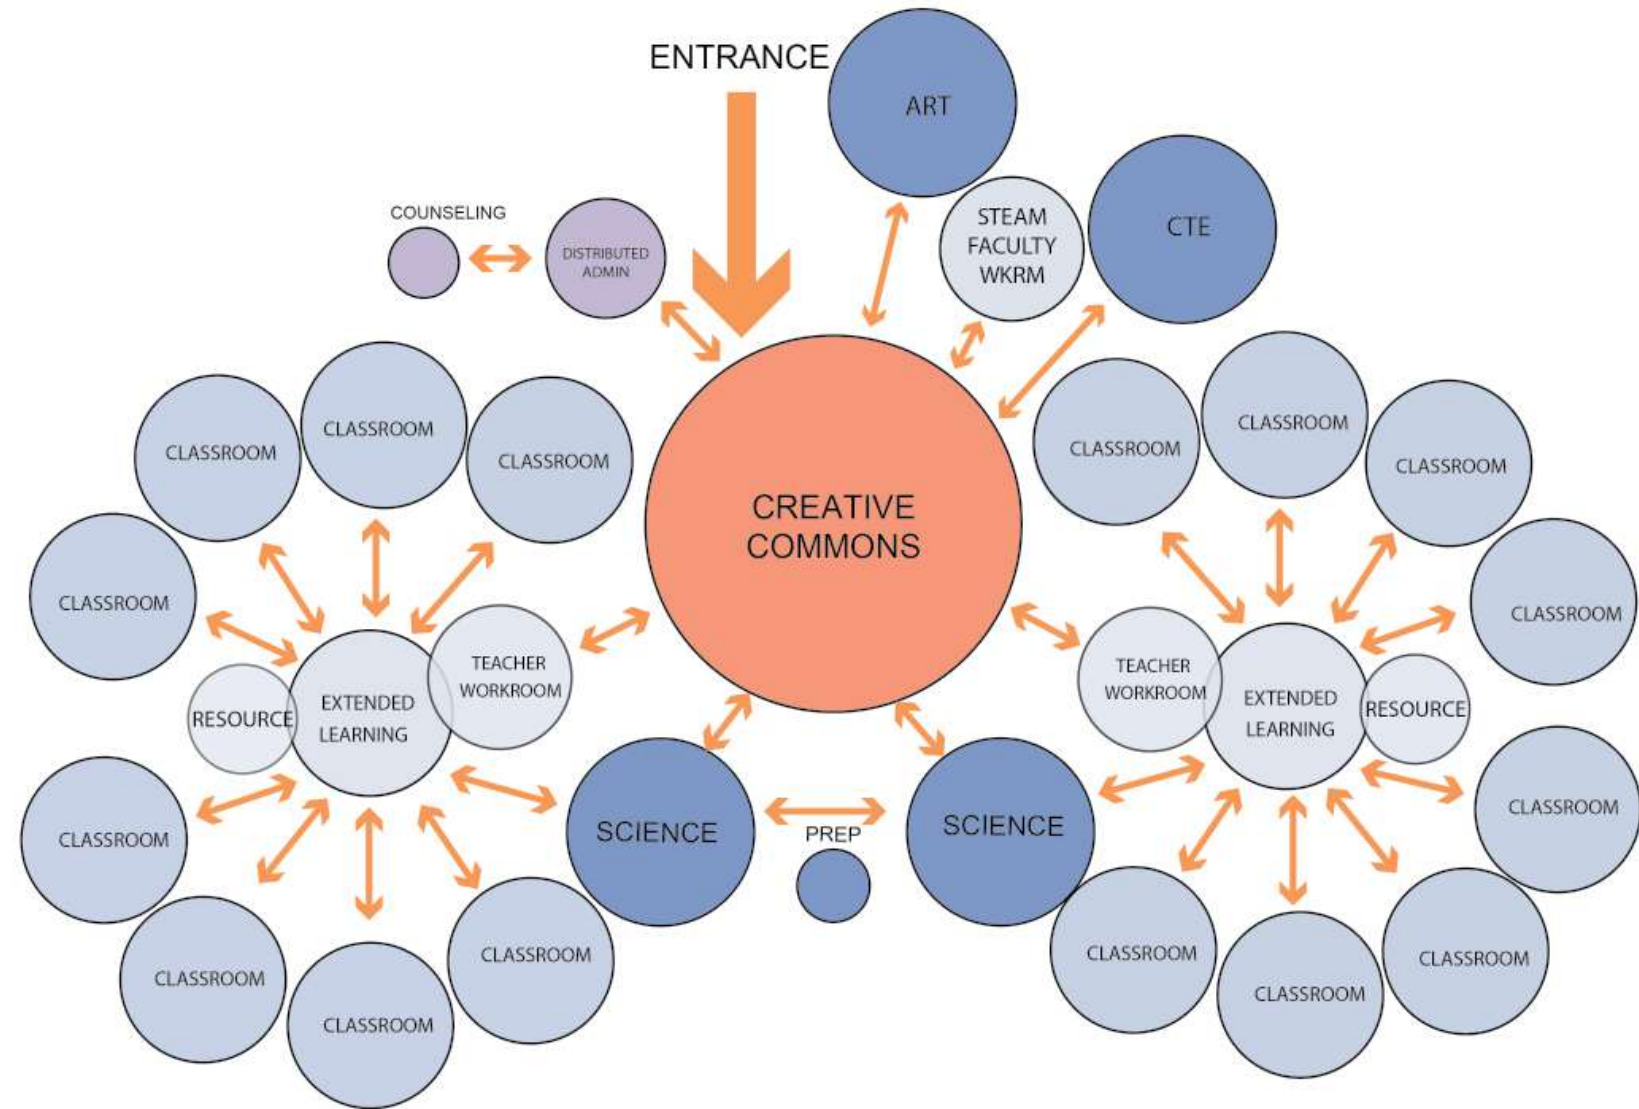 ENTRANCE
ART
COUNSELING
STEAM
FACULTY
WKRM
CTE
DISTRIBUTED
ADMIN
CLASSROOM
CLASSROOM
CLASSROOM
CLASSROOM
CREATIVE
COMMONS
CLASSROOM
CLASSROOM
CLASSROOM
CLASSROOM
RESOURCE
EXTENDED
LEARNING
TEACHER
WORKROOM
TEACHER
WORKROOM
EXTENDED
LEARNING
RESOURCE
CLASSROOM
CLASSROOM
CLASSROOM
CLASSROOM
SCIENCE
PREP
SCIENCE
CLASSROOM
CLASSROOM
CLASSROOM
CLASSROOM